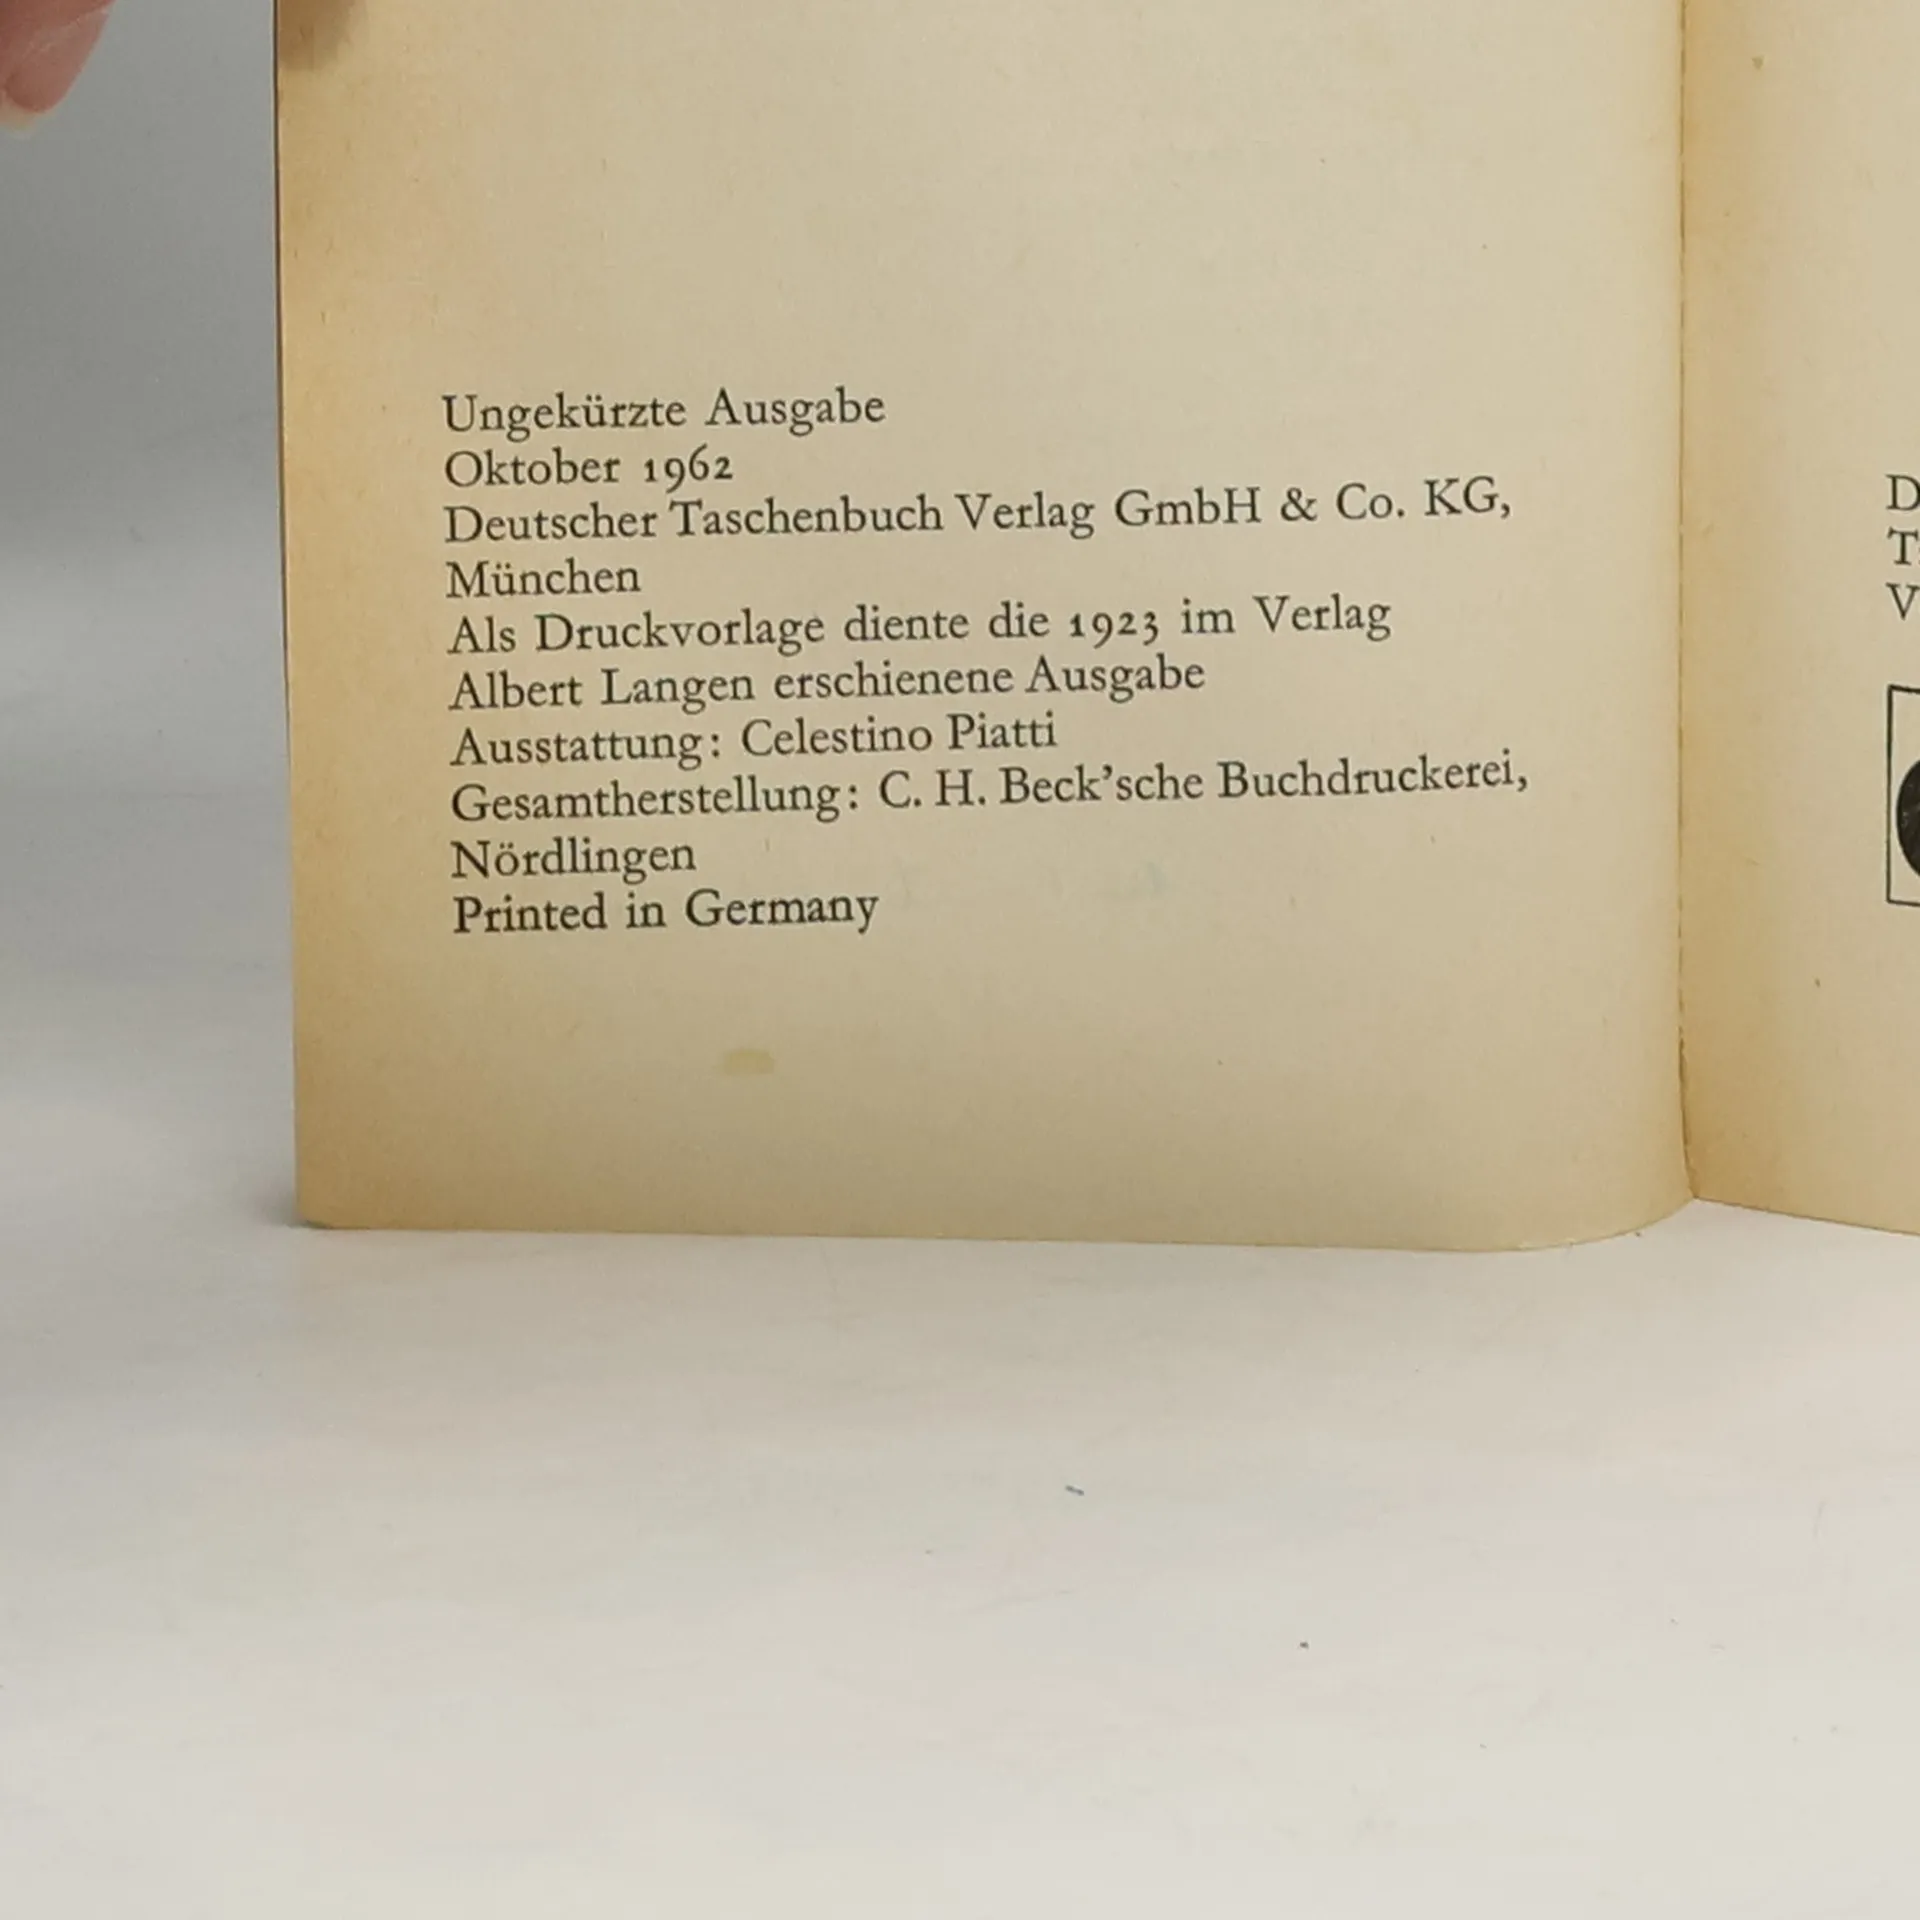 Ungekürzte Ausgabe
Oktober 1962
Deutscher Taschenbuch Verlag GmbH & Co. KG,
München
Als Druckvorlage diente die 1923 im Verlag
Albert Langen erschienene Ausgabe
Ausstattung: Celestino Piatti
Gesamtherstellung: C. H. Beck’sche Buchdruckerei,
Nördlingen
Printed in Germany